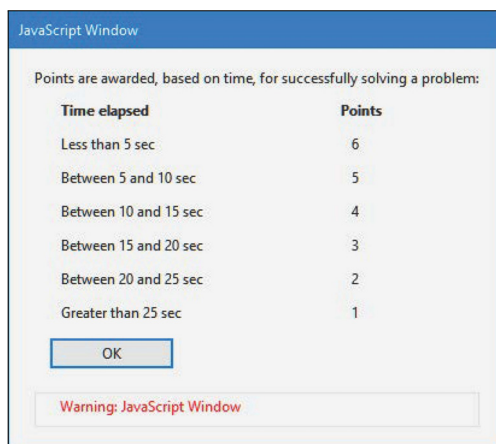 JavaScript Window
Points are awarded, based on time, for successfully solving a problem:
Time elapsed Points
Less than 5 sec 6
Between 5 and 10 sec 5
Between 10 and 15 sec 4
Between 15 and 20 sec 3
Between 20 and 25 sec 2
Greater than 25 sec 1
OK
Warning: JavaScript Window